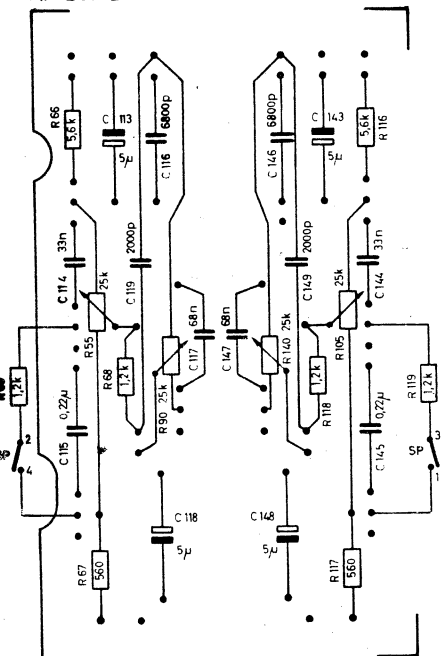 R 66
5,6k
C 113
5µ
6800p
C 116
6800p
C 146
C 143
5µ
5,6k
R 116
33n
C 114
25k
R 55
2000p
C 119
68n
C 117
68n
C 147
2000p
C 149
25k
R 140
25k
R 105
33n
C 144
1,2k
2
4
0,22µ
C 115
R 68
1,2k
R 90
25k
1,2k
R 118
0,22µ
C 145
R 119
1,2k
SP
3
1
C 118
5µ
C 148
5µ
R 67
560
R 117
560